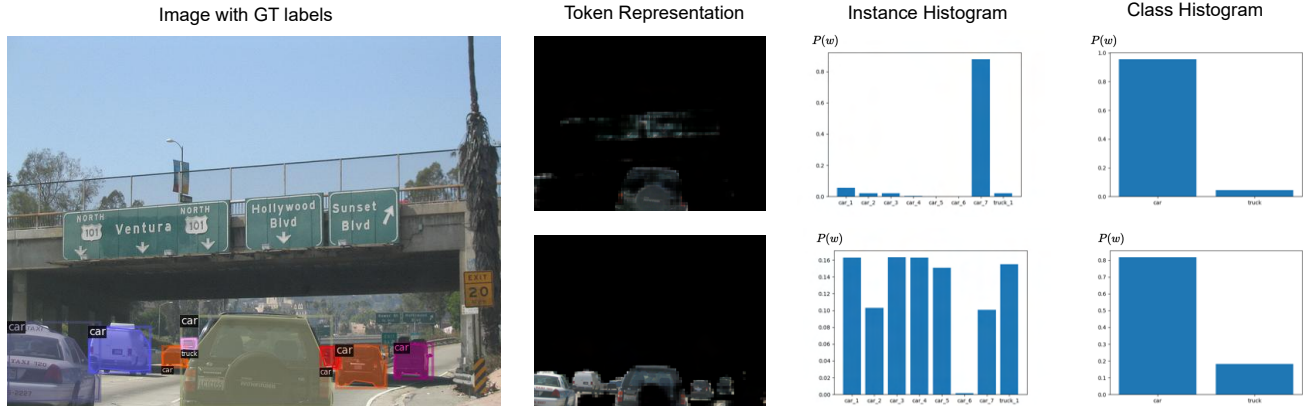 Image with GT labels
Token Representation
Instance Histogram
Class Histogram
NORTH
101
Ventura
NORTH
101
Hollywood
Blvd
Sunset
Blvd
EXIT
20
car
TAXI
car
car
truck
car
car
car
car
TAXI-320
P(w)
0.8
0.6
0.4
0.2
0.0
car_1 car_2 car_3 car_4 car_5 car_6 car_7 truck_1
P(w)
1.0
0.8
0.6
0.4
0.2
0.0
car truck
P(w)
0.16
0.14
0.12
0.10
0.08
0.06
0.04
0.02
0.00
car_1 car_2 car_3 car_4 car_5 car_6 car_7 truck_1
P(w)
0.8
0.7
0.6
0.5
0.4
0.3
0.2
0.1
0.0
car truck